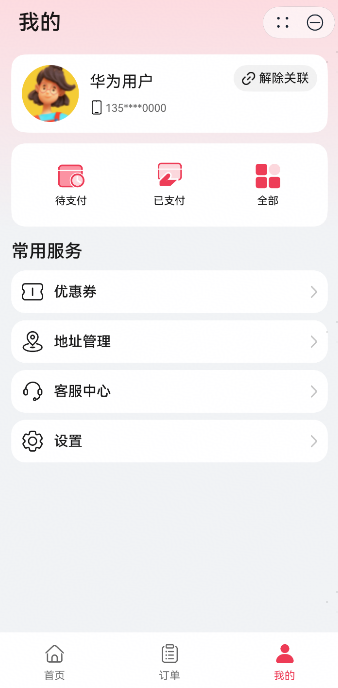 我的
华为用户
解除关联
135****0000
待支付
已支付
全部
常用服务
优惠券
地址管理
客服中心
设置
首页
订单
我的